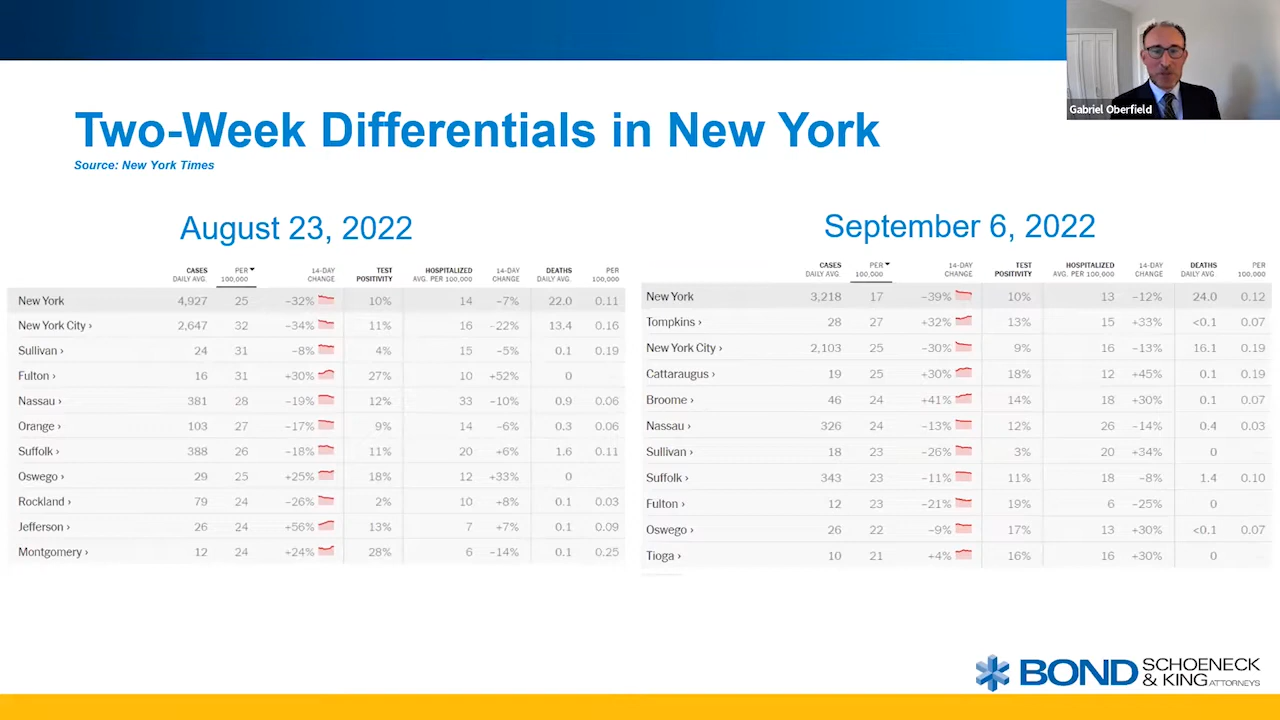 Gabriel Oberfield
Two-Week Differentials in New York
Source: New York Times
August 23, 2022
CASES PER 14-DAY TEST HOSPITALIZED 14-DAY DEATHS PER
DAILY AVG. 100,000 CHANGE POSITIVITY AVG. PER 100,000 CHANGE DAILY AVG. 100,000
New York 4,927 25 –32% 10% 14 –7% 22.0 0.11
New York City › 2,647 32 –34% 11% 16 –22% 13.4 0.16
Sullivan › 24 31 –8% 4% 15 –5% 0.1 0.19
Fulton › 16 31 +30% 27% 10 +52% 0
Nassau › 381 28 –19% 12% 33 –10% 0.9 0.06
Orange › 103 27 –17% 9% 14 –6% 0.3 0.06
Suffolk › 388 26 –18% 11% 20 +6% 1.6 0.11
Oswego › 29 25 +25% 18% 12 +33% 0
Rockland › 79 24 –26% 2% 10 +8% 0.1 0.03
Jefferson › 26 24 +56% 13% 7 +7% 0.1 0.09
Montgomery › 12 24 +24% 28% 6 –14% 0.1 0.25
September 6, 2022
CASES PER 14-DAY TEST HOSPITALIZED 14-DAY DEATHS PER
DAILY AVG. 100,000 CHANGE POSITIVITY AVG. PER 100,000 CHANGE DAILY AVG. 100,000
New York 3,218 17 –39% 10% 13 –12% 24.0 0.12
Tompkins › 28 27 +32% 13% 15 +33% <0.1 0.07
New York City › 2,103 25 –30% 9% 16 –13% 16.1 0.19
Cattaraugus › 19 25 +30% 18% 12 +45% 0.1 0.19
Broome › 46 24 +41% 14% 18 +30% 0.1 0.07
Nassau › 326 24 –13% 12% 26 –14% 0.4 0.03
Sullivan › 18 23 –26% 3% 20 +34% 0
Suffolk › 343 23 –11% 11% 18 –8% 1.4 0.10
Fulton › 12 23 –21% 19% 6 –25% 0
Oswego › 26 22 –9% 17% 13 +30% <0.1 0.07
Tioga › 10 21 +4% 16% 16 +30% 0
BOND SCHOENECK
& KING ATTORNEYS